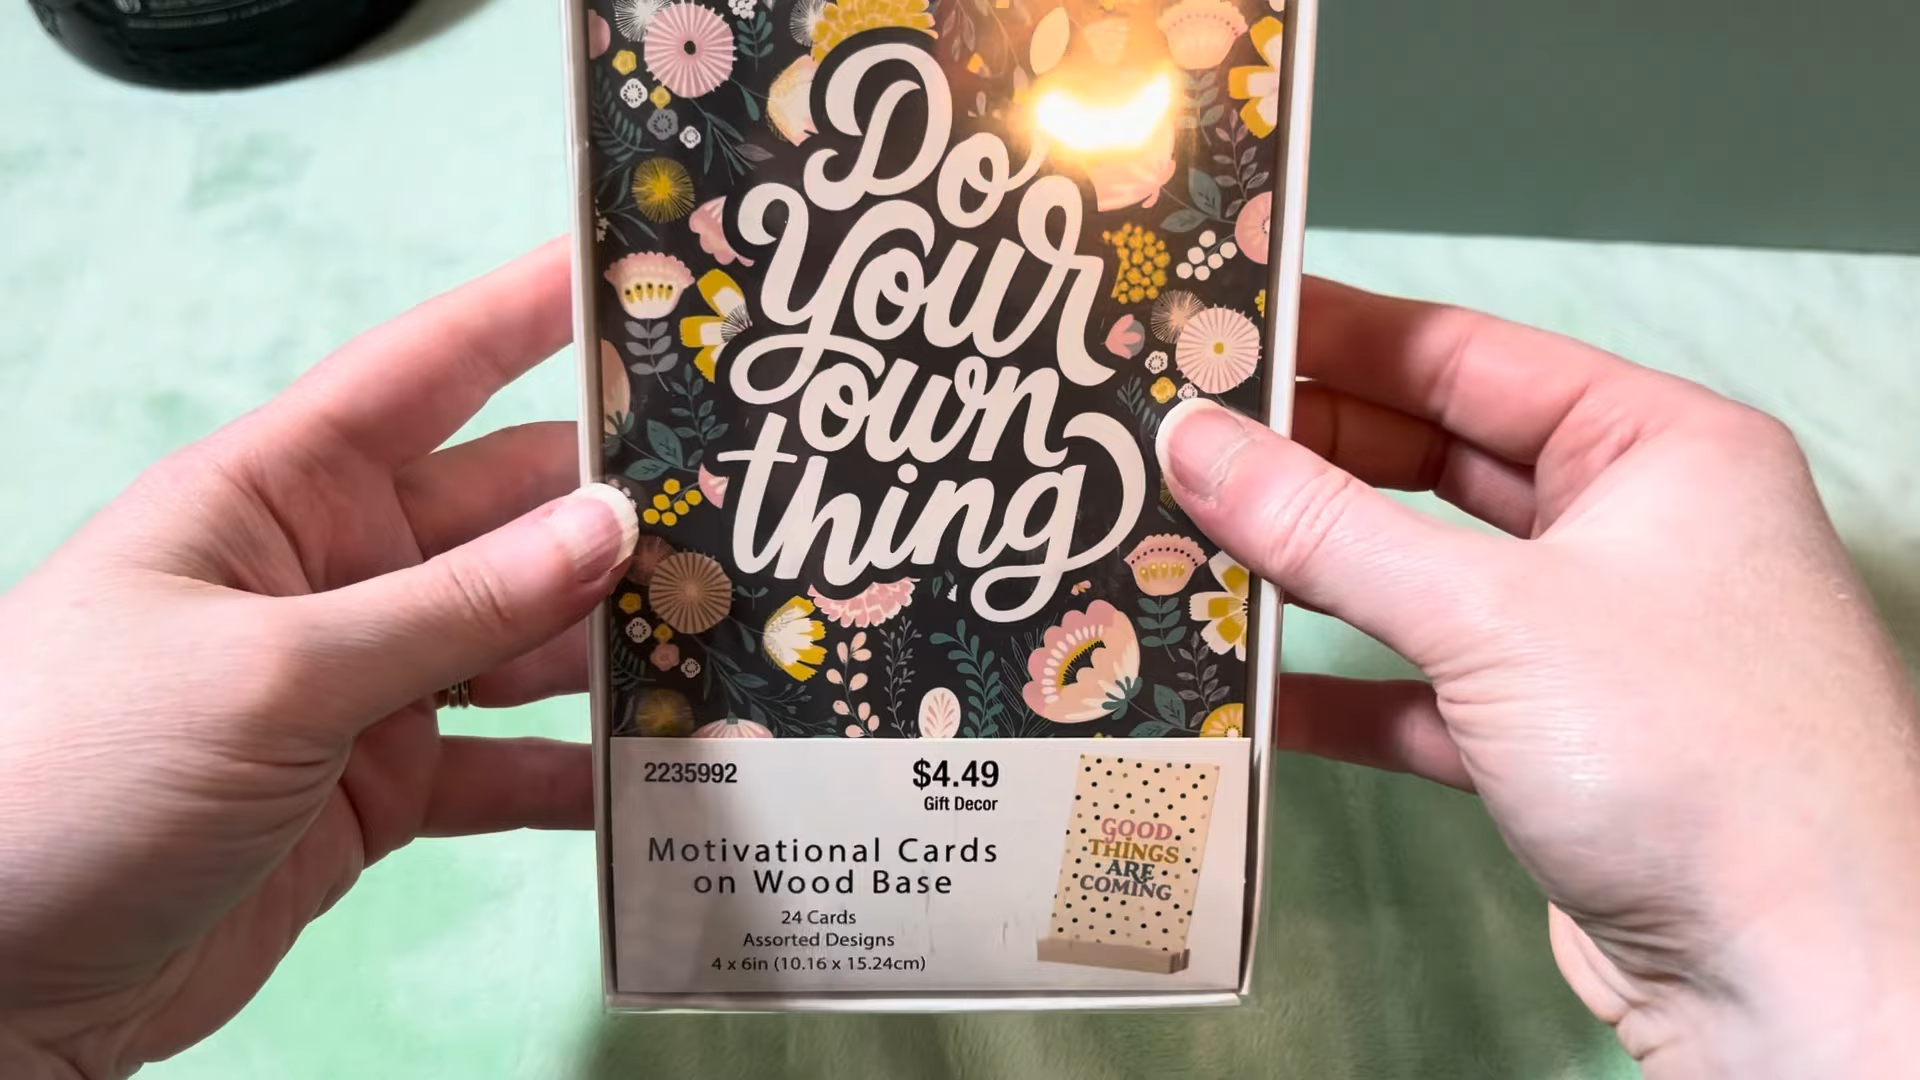 Do
Your
own
thing
2235992
$4.49
Gift Decor
Motivational Cards
on Wood Base
24 Cards
Assorted Designs
4 x 6in (10.16 x 15.24cm)
GOOD
THINGS
ARE
COMING